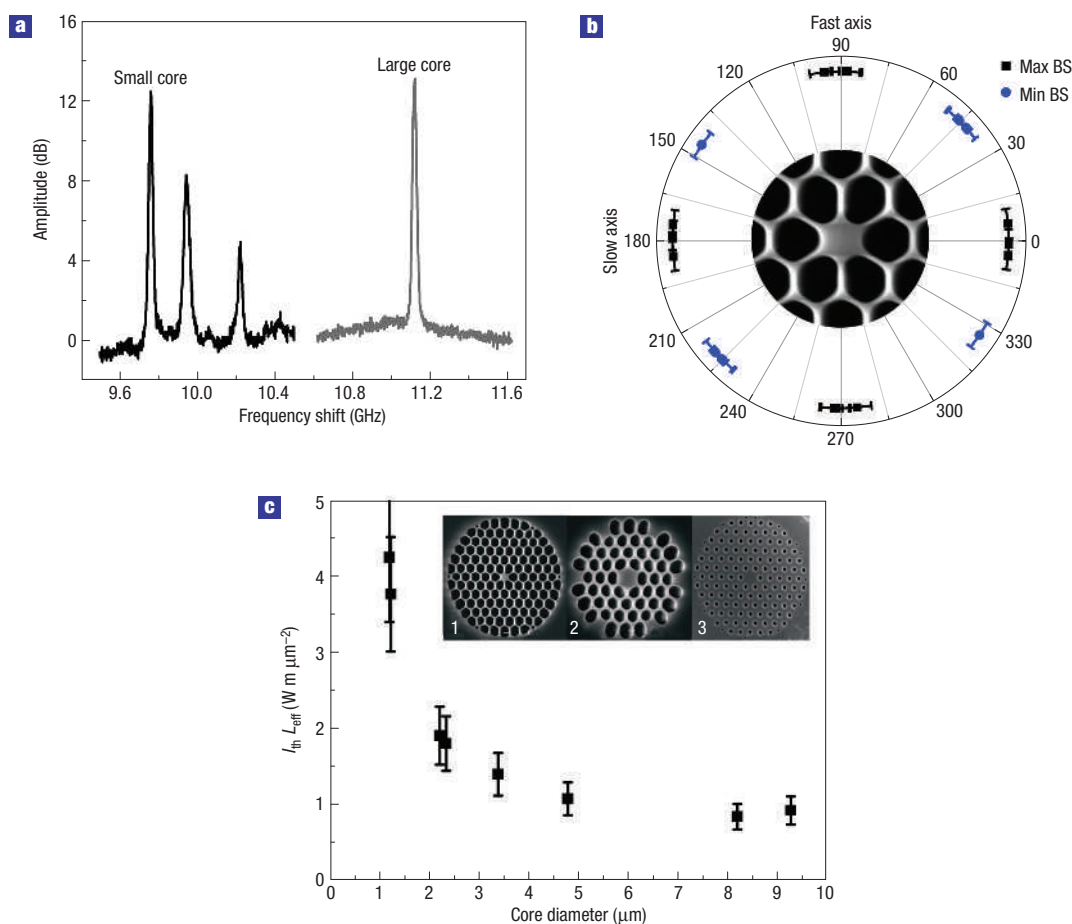 a
16
12
8
4
0
Amplitude (dB)
Small core
Large core
9.6 10.0 10.4 10.8 11.2 11.6
Frequency shift (GHz)
b
Fast axis
90
120 60
150 30
180 0
210 330
240 300
270
Slow axis
Max BS
Min BS
c
5
4
3
2
1
0
I_th L_eff (W m μm⁻²)
1 2 3
0 1 2 3 4 5 6 7 8 9 10
Core diameter (μm)